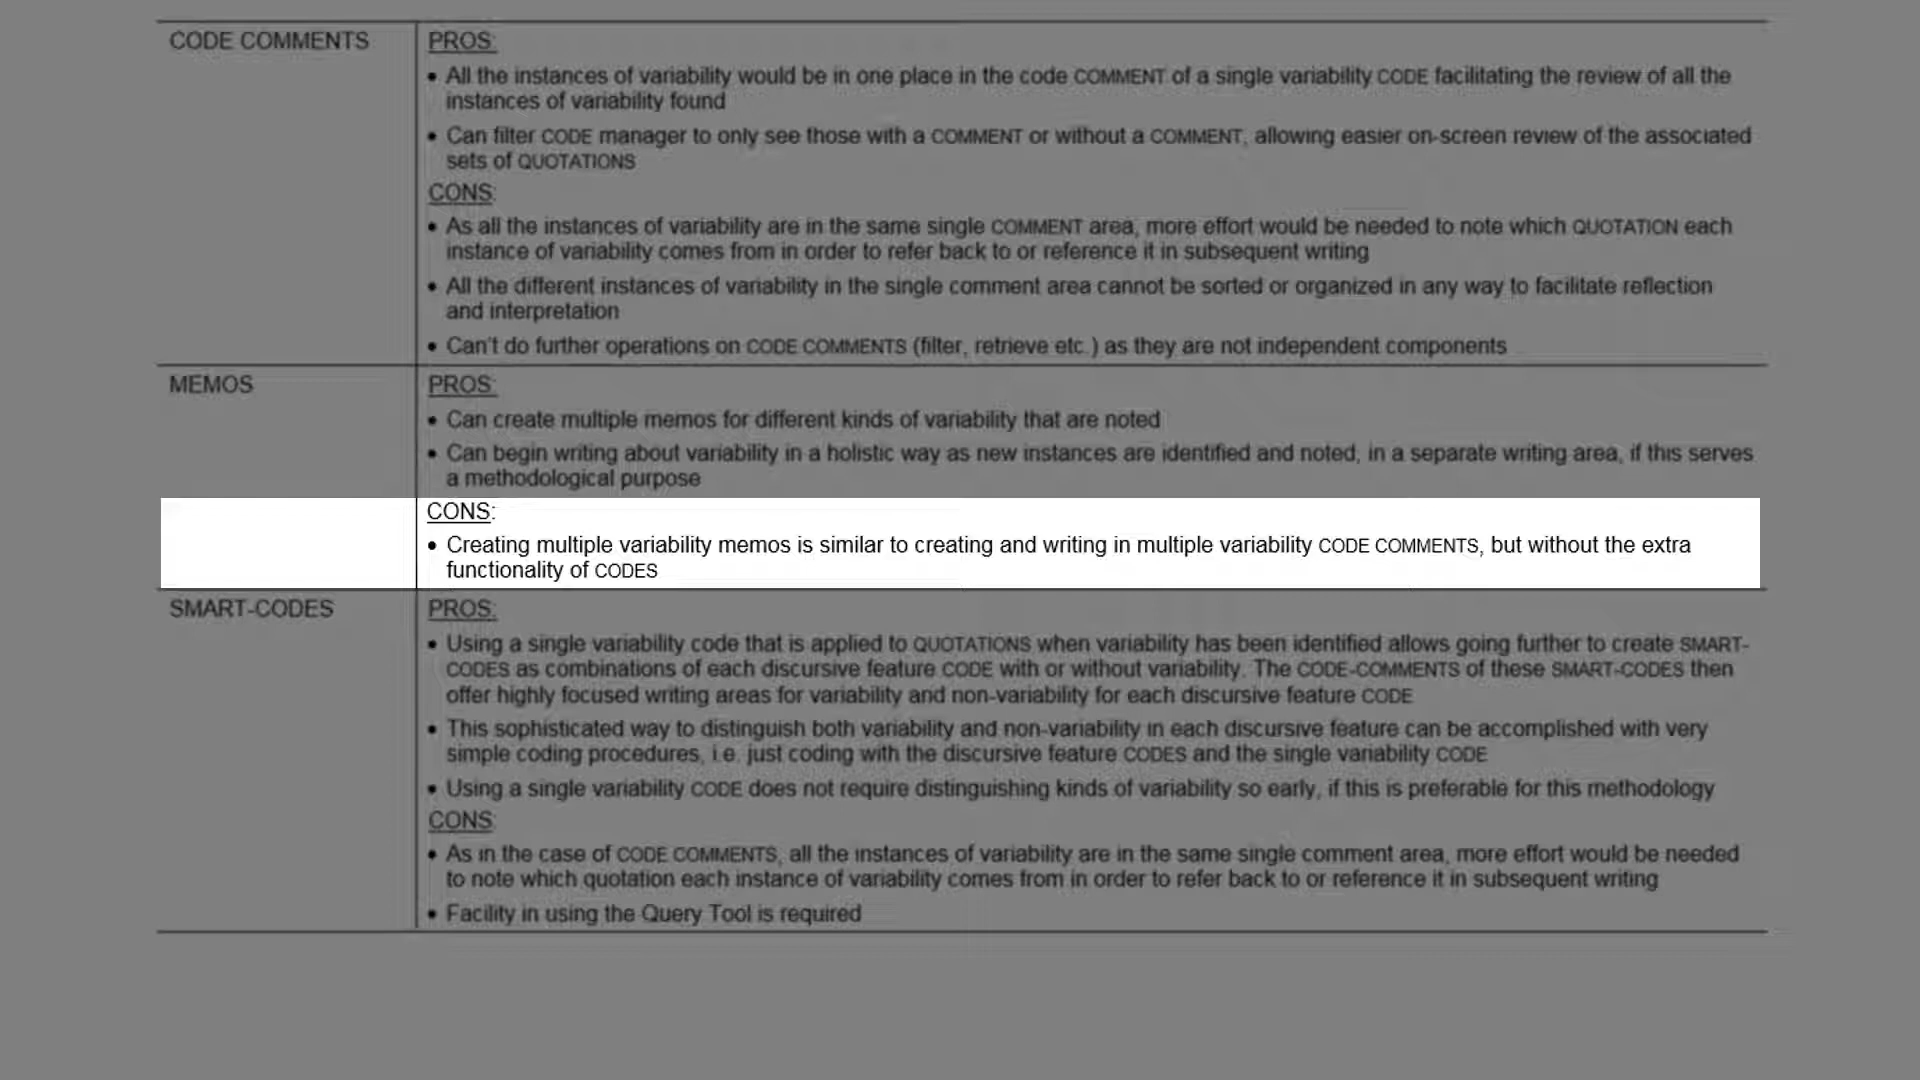 CODE COMMENTS
PROS:
• All the instances of variability would be in one place in the code COMMENT of a single variability CODE facilitating the review of all the
instances of variability found
• Can filter CODE manager to only see those with a COMMENT or without a COMMENT, allowing easier on-screen review of the associated
sets of QUOTATIONS
CONS:
• As all the instances of variability are in the same single COMMENT area, more effort would be needed to note which QUOTATION each
instance of variability comes from in order to refer back to or reference it in subsequent writing
• All the different instances of variability in the single comment area cannot be sorted or organized in any way to facilitate reflection
and interpretation
• Can't do further operations on CODE COMMENTS (filter, retrieve etc.) as they are not independent components
MEMOS
PROS:
• Can create multiple memos for different kinds of variability that are noted
• Can begin writing about variability in a holistic way as new instances are identified and noted, in a separate writing area, if this serves
a methodological purpose
CONS:
• Creating multiple variability memos is similar to creating and writing in multiple variability CODE COMMENTS, but without the extra
functionality of CODES
SMART-CODES
PROS:
• Using a single variability code that is applied to QUOTATIONS when variability has been identified allows going further to create SMART-
CODES as combinations of each discursive feature CODE with or without variability. The CODE-COMMENTS of these SMART-CODES then
offer highly focused writing areas for variability and non-variability for each discursive feature CODE
• This sophisticated way to distinguish both variability and non-variability in each discursive feature can be accomplished with very
simple coding procedures, i.e. just coding with the discursive feature CODES and the single variability CODE
• Using a single variability CODE does not require distinguishing kinds of variability so early, if this is preferable for this methodology
CONS:
• As in the case of CODE COMMENTS, all the instances of variability are in the same single comment area, more effort would be needed
to note which quotation each instance of variability comes from in order to refer back to or reference it in subsequent writing
• Facility in using the Query Tool is required